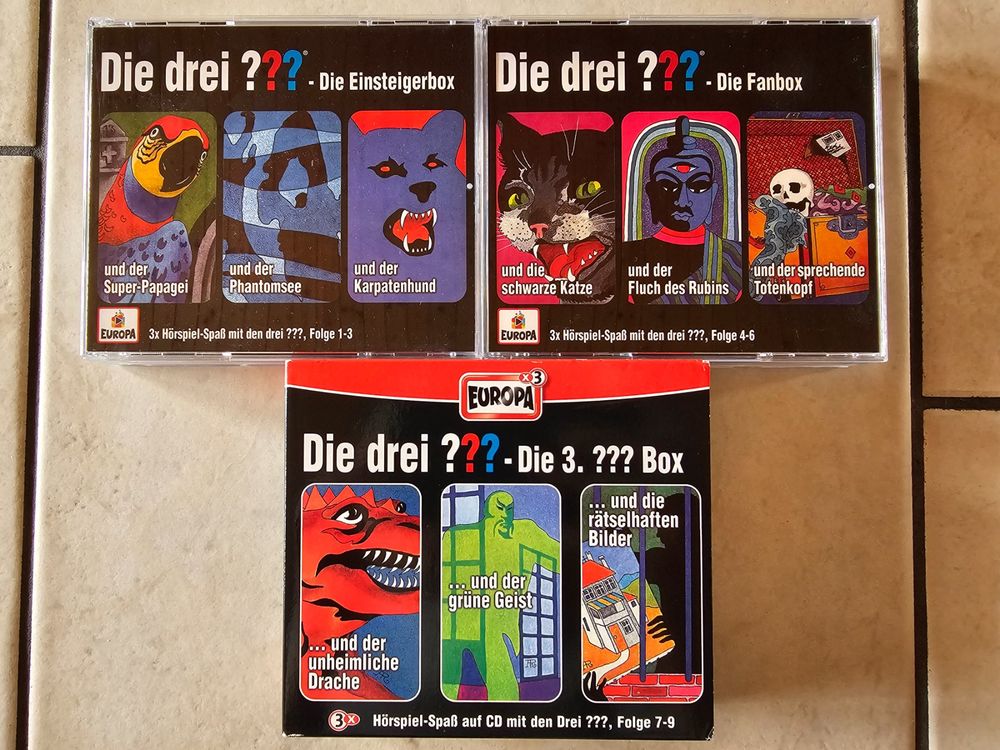 Die drei ???® - Die Einsteigerbox
und der
Super-Papagei
und der
Phantomsee
und der
Karpatenhund
EUROPA
3x Hörspiel-Spaß mit den drei ???, Folge 1-3
Die drei ???® - Die Fanbox
und die
schwarze Katze
und der
Fluch des Rubins
und der sprechende
Totenkopf
EUROPA
3x Hörspiel-Spaß mit den drei ???, Folge 4-6
x3
EUROPA
Die drei ??? - Die 3. ??? Box
... und der
unheimliche
Drache
... und der
grüne Geist
... und die
rätselhaften
Bilder
3x Hörspiel-Spaß auf CD mit den Drei ???, Folge 7-9